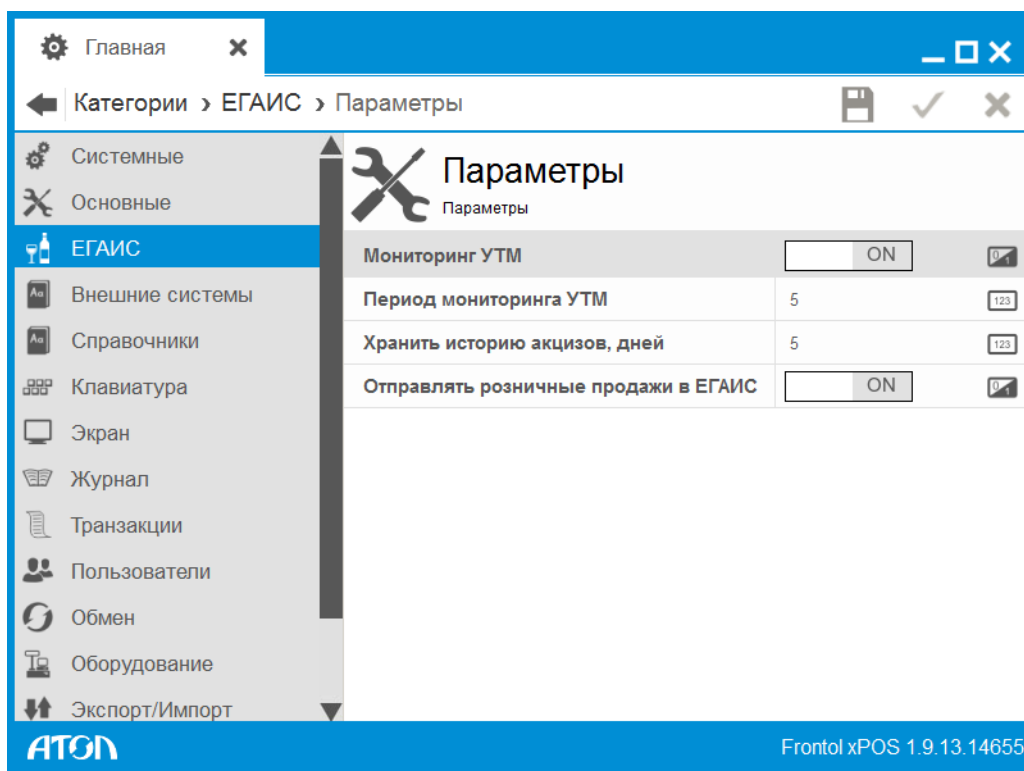 Главная
Категории › ЕГАИС › Параметры
Системные
Основные
ЕГАИС
Внешние системы
Справочники
Клавиатура
Экран
Журнал
Транзакции
Пользователи
Обмен
Оборудование
Экспорт/Импорт
Параметры
Параметры
Мониторинг УТМ ON
Период мониторинга УТМ 5 123
Хранить историю акцизов, дней 5 123
Отправлять розничные продажи в ЕГАИС ON
ATOL Frontol xPOS 1.9.13.14655